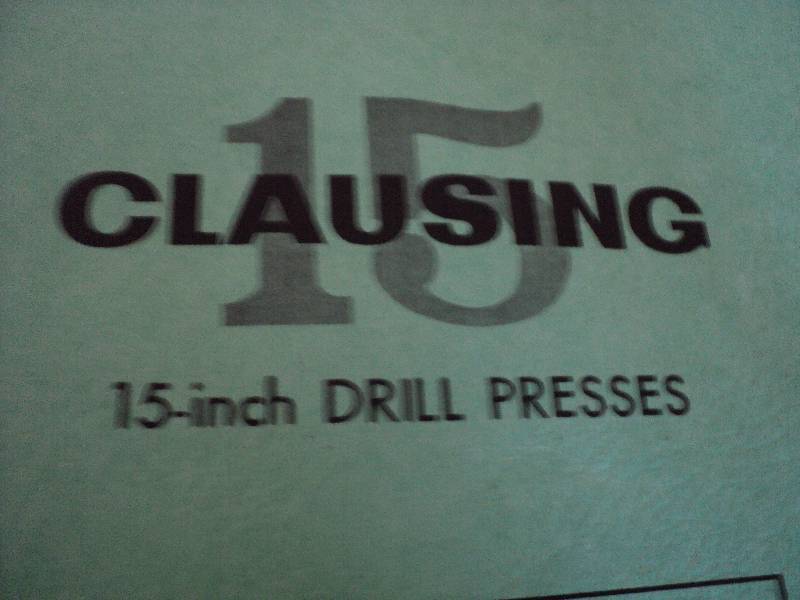 15
CLAUSING
15-inch DRILL PRESSES